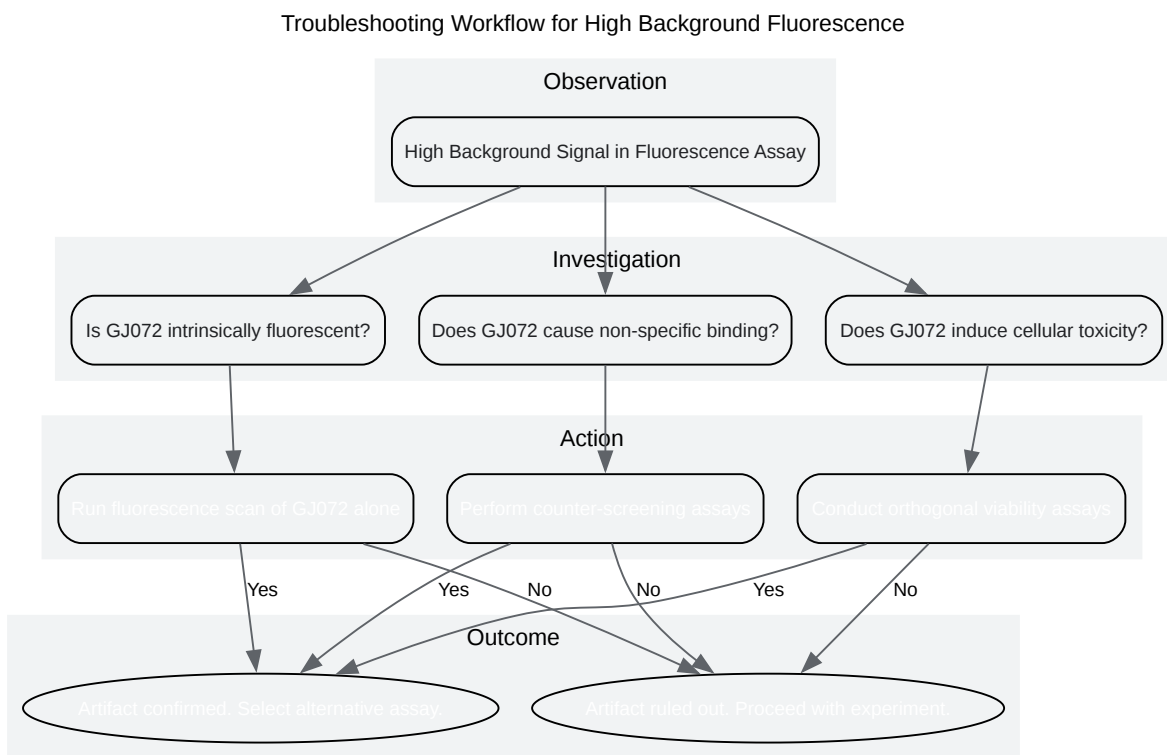 Troubleshooting Workflow for High Background Fluorescence
Observation
High Background Signal in Fluorescence Assay
Investigation
Is GJ072 intrinsically fluorescent?
Does GJ072 cause non-specific binding?
Does GJ072 induce cellular toxicity?
Action
Run fluorescence scan of GJ072 alone
Perform counter-screening assays
Conduct orthogonal viability assays
Yes
Yes
No
No
Yes
No
Outcome
Artifact confirmed. Select alternative assay.
Artifact ruled out. Proceed with experiment.